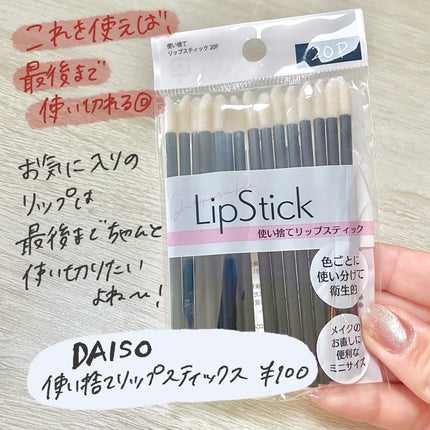 これを使えば!
最後まで
使い切れる◎
お気に入りの
リップは
最後までちゃんと
使い切りたい
よね〜!
使い捨て
リップスティック 20P
20P
Disposable
LipStick
使い捨てリップスティック
色ごとに
使い分けて
衛生的
メイクの
お直しに
便利な
ミニサイズ
DAISO
使い捨てリップスティックス ¥100